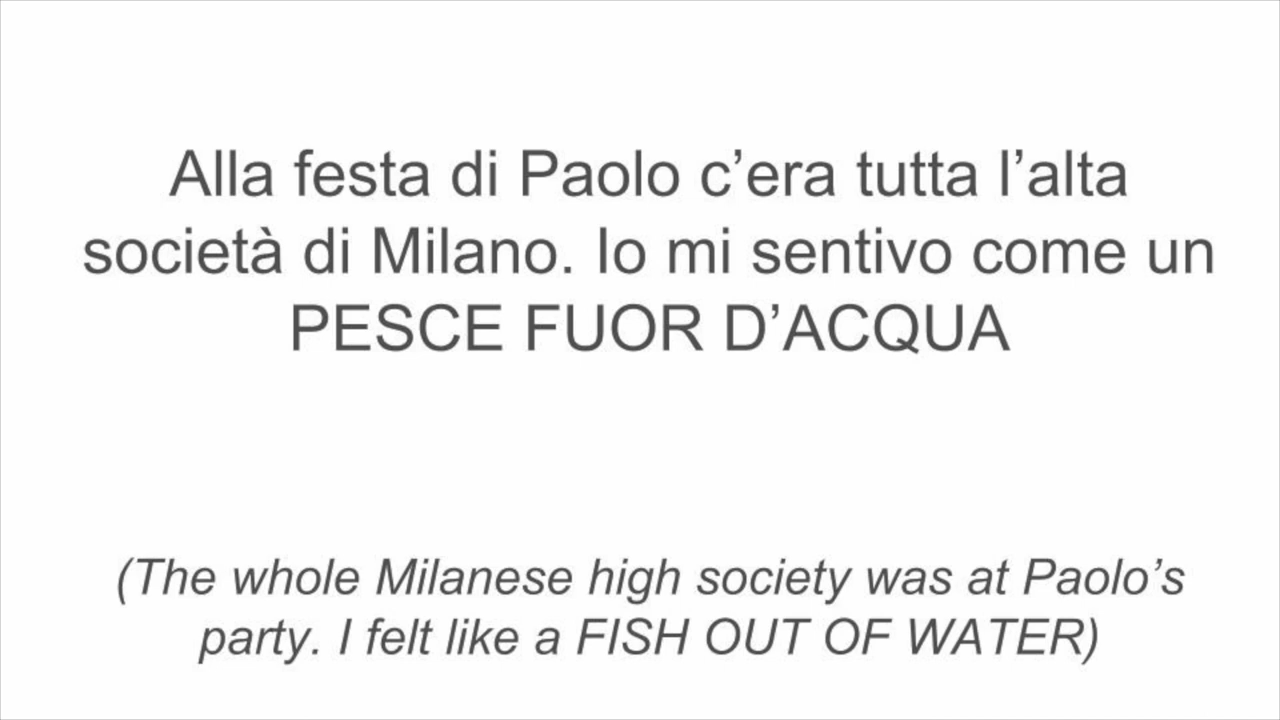 Alla festa di Paolo c’era tutta l’alta
società di Milano. Io mi sentivo come un
PESCE FUOR D’ACQUA
(The whole Milanese high society was at Paolo’s
party. I felt like a FISH OUT OF WATER)